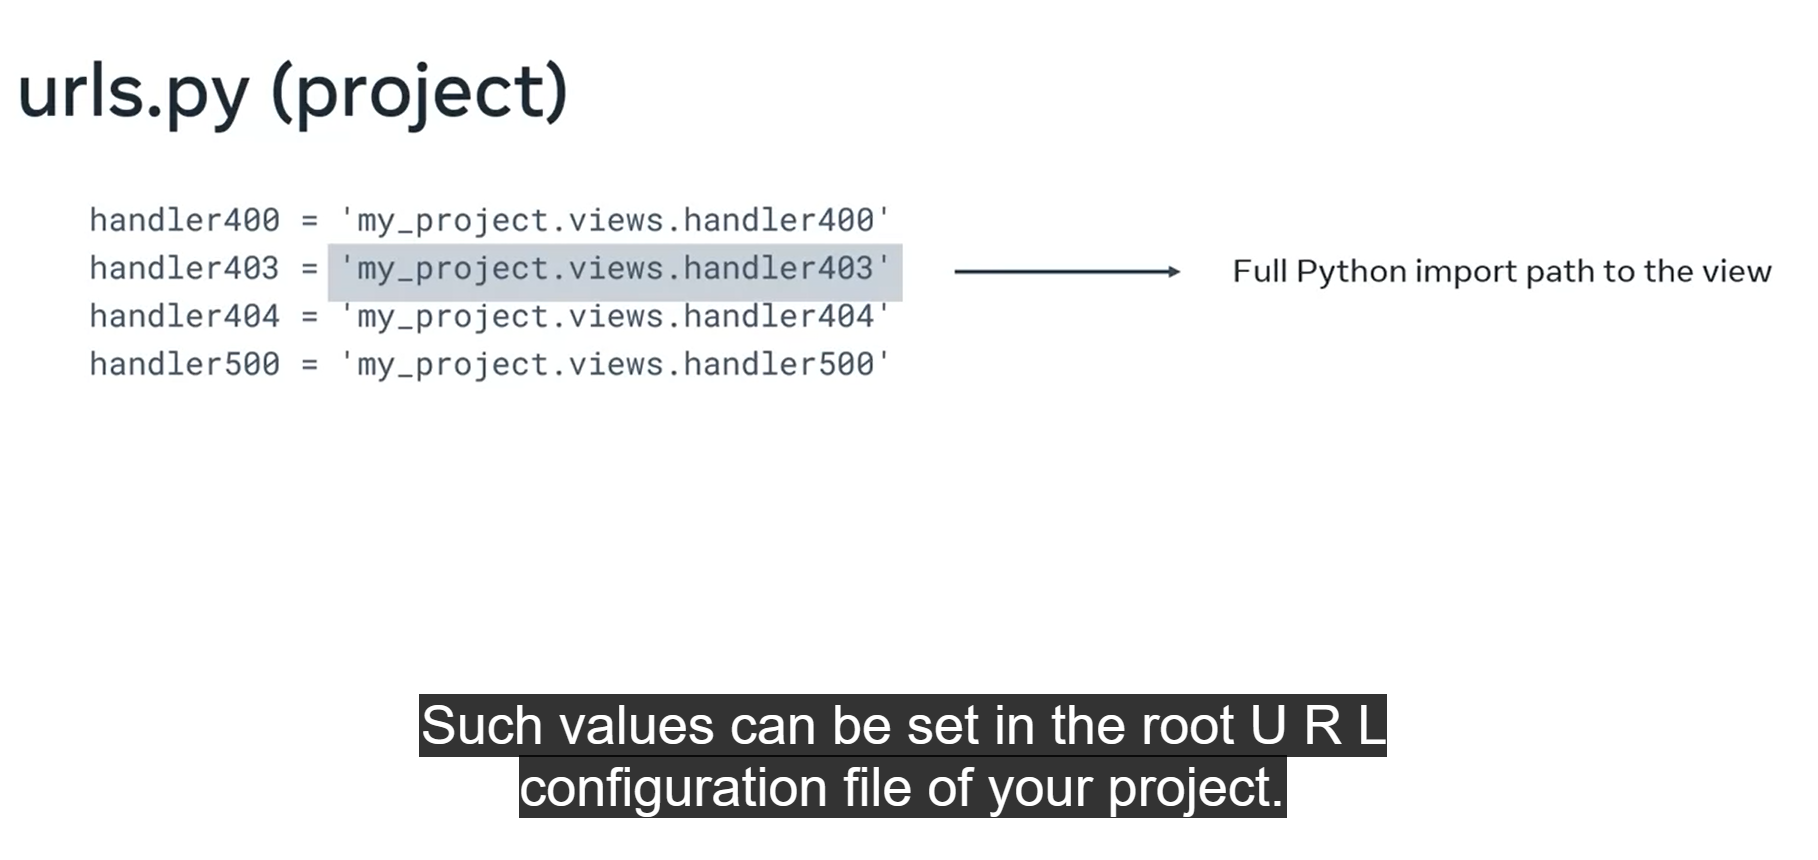 urls.py (project)
handler400 = 'my_project.views.handler400'
handler403 = 'my_project.views.handler403'
Full Python import path to the view
handler404 = 'my_project.views.handler404'
handler500 = 'my_project.views.handler500'
Such values can be set in the root U R L
configuration file of your project.